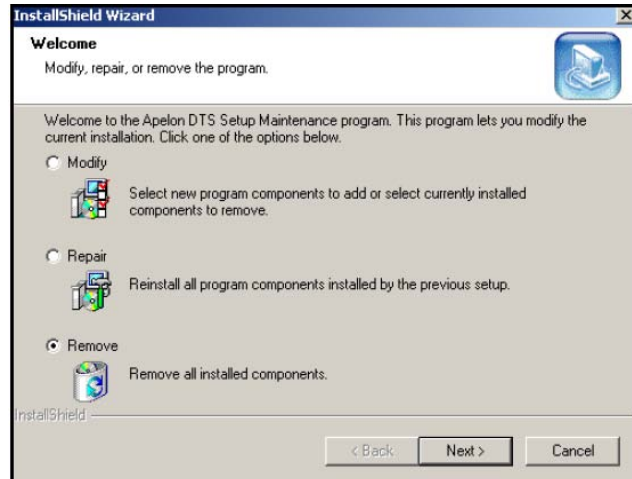 InstallShield Wizard
Welcome
Modify, repair, or remove the program.
Welcome to the Apelon DTS Setup Maintenance program. This program lets you modify the
current installation. Click one of the options below.
Modify
Select new program components to add or select currently installed
components to remove.
Repair
Reinstall all program components installed by the previous setup.
Remove
Remove all installed components.
InstallShield
< Back
Next >
Cancel